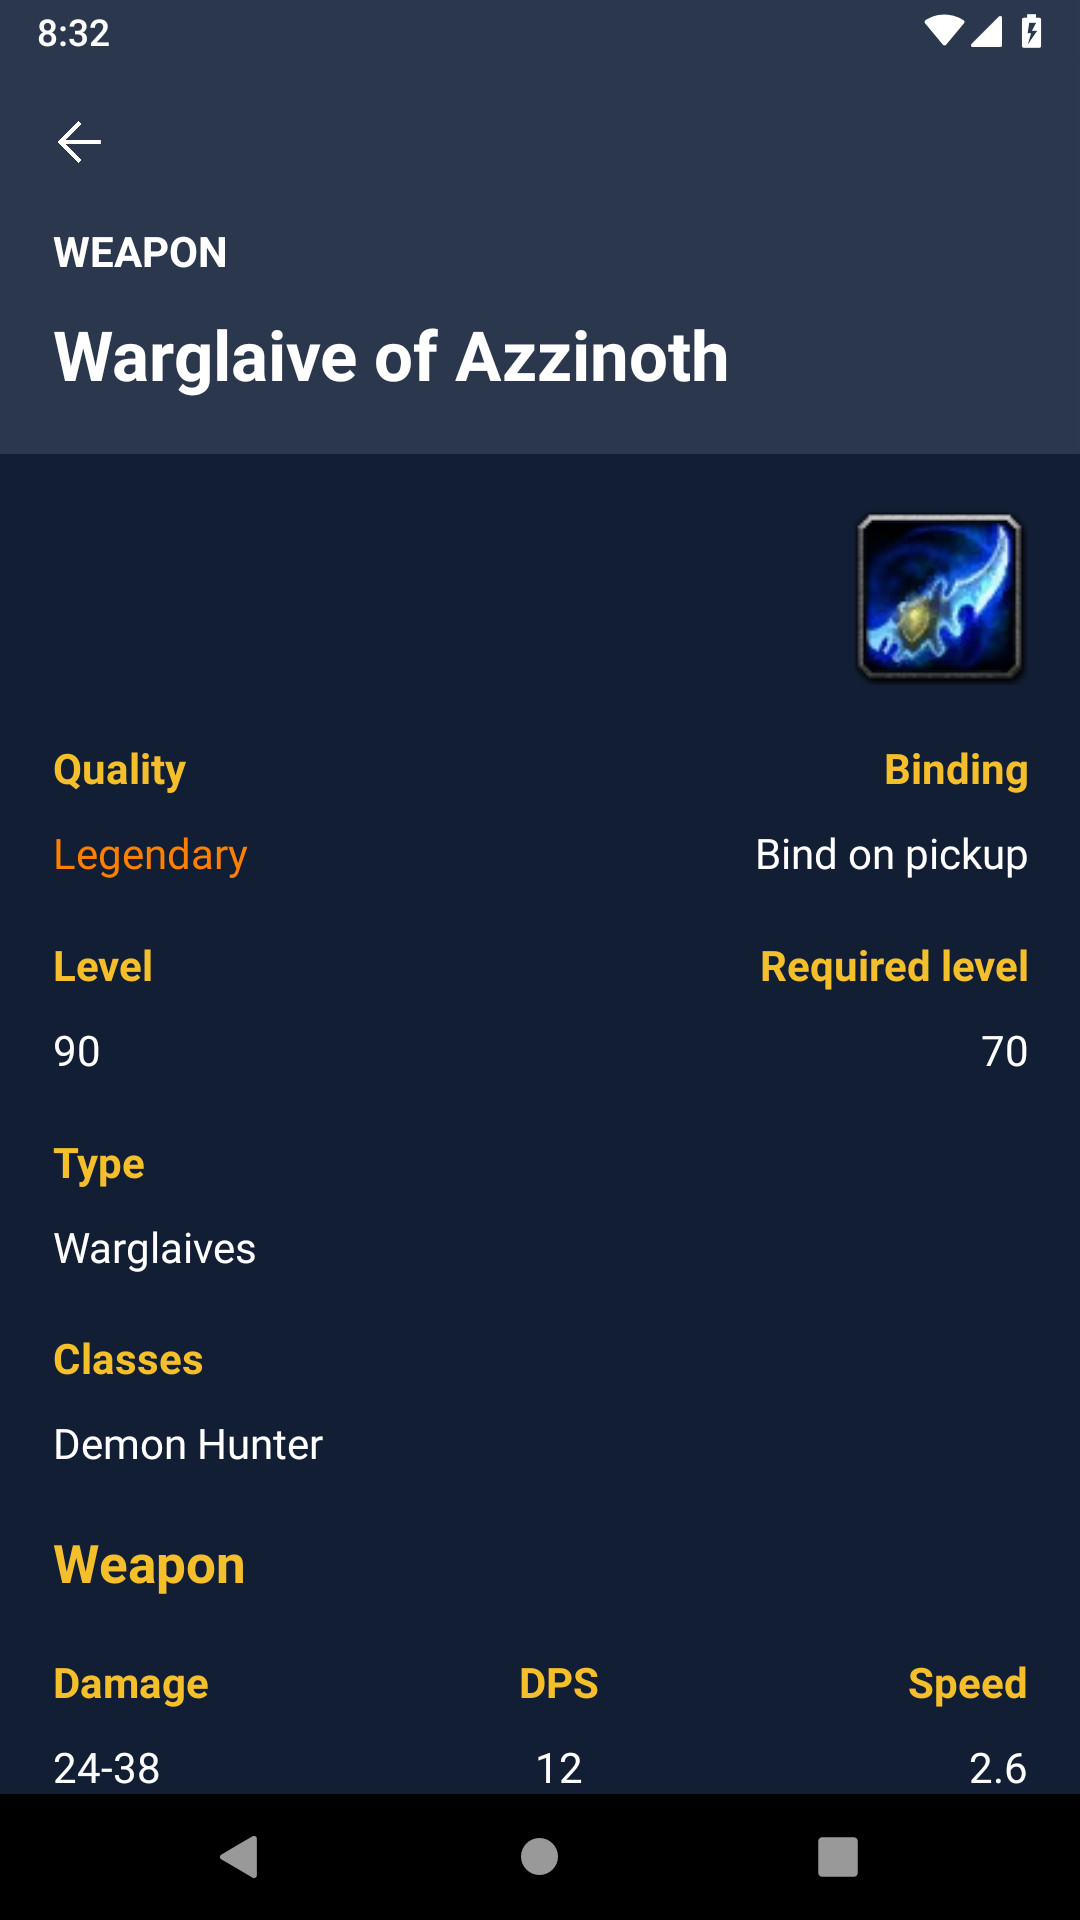 8:32
WEAPON
Warglaive of Azzinoth
Quality Binding
Legendary Bind on pickup
Level Required level
90 70
Type
Warglaives
Classes
Demon Hunter
Weapon
Damage DPS Speed
24-38 12 2.6